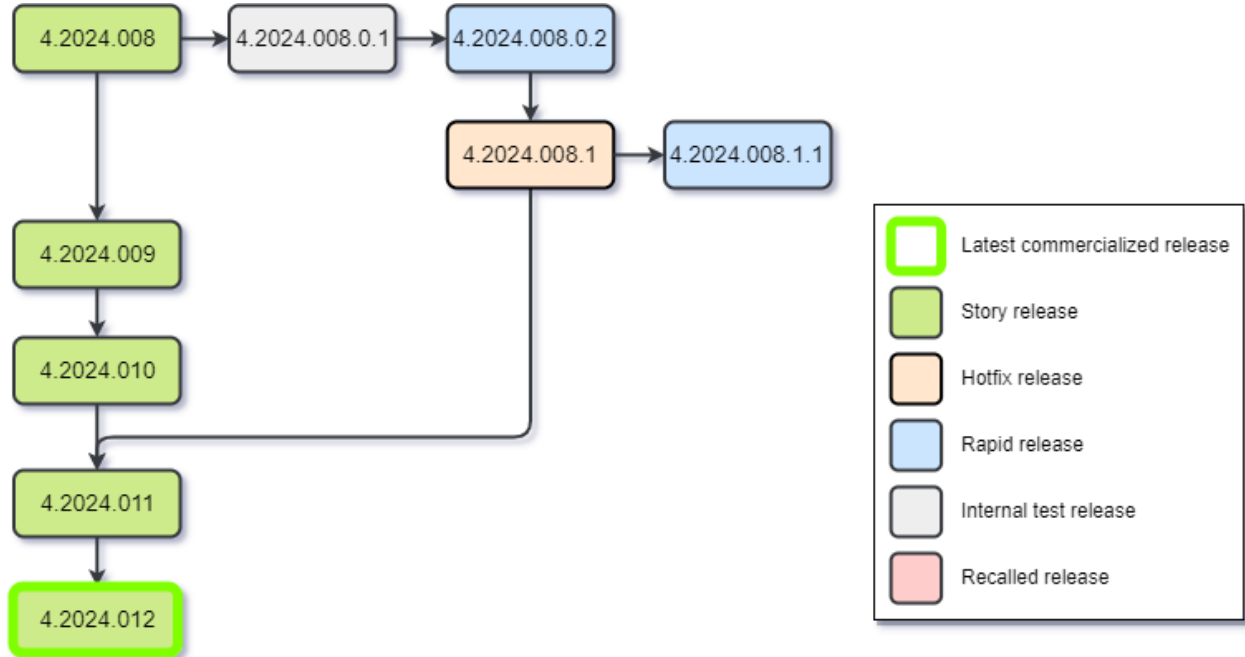 4.2024.008
4.2024.008.0.1
4.2024.008.0.2
4.2024.008.1
4.2024.008.1.1
4.2024.009
4.2024.010
4.2024.011
4.2024.012
Latest commercialized release
Story release
Hotfix release
Rapid release
Internal test release
Recalled release